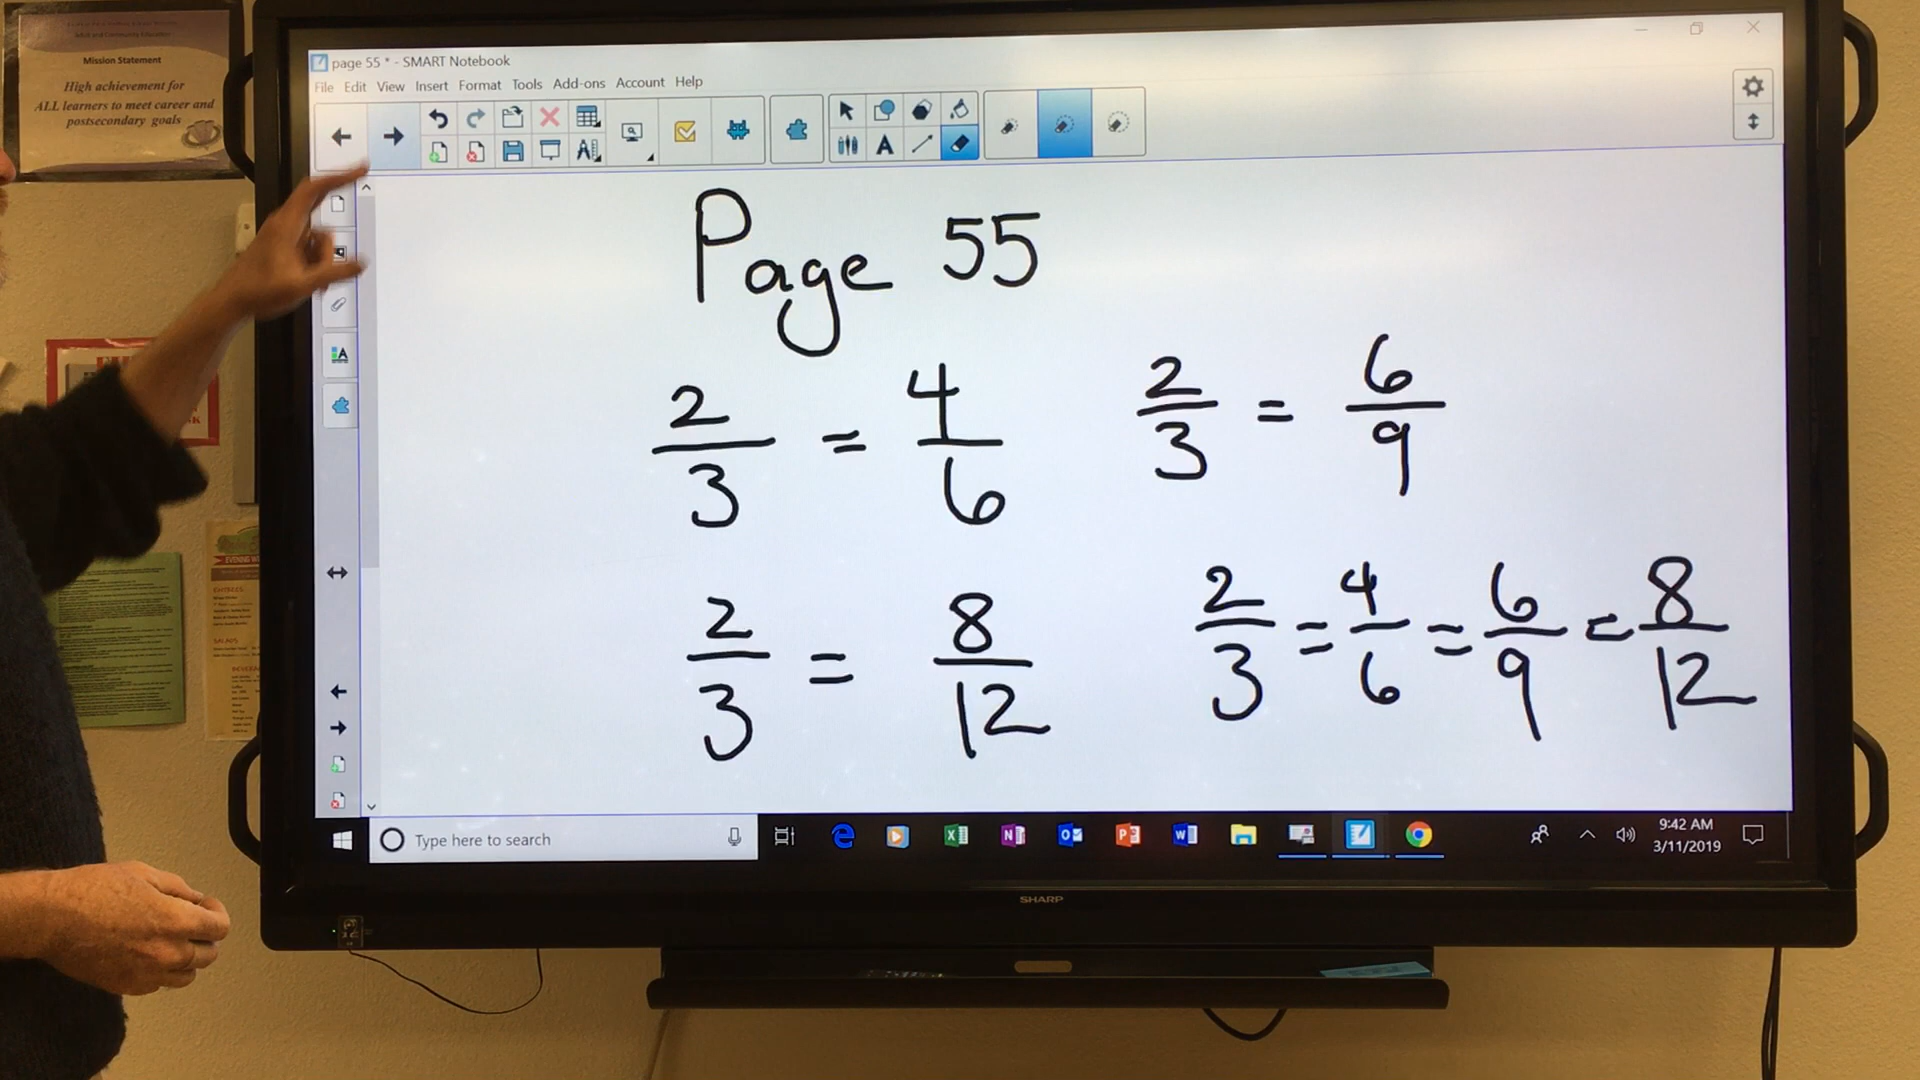 Mission Statement
High achievement for
ALL learners to meet career and
postsecondary goals
page 55 * - SMART Notebook
File Edit View Insert Format Tools Add-ons Account Help
Page 55
2/3 = 4/6
2/3 = 6/9
2/3 = 8/12
2/3 = 4/6 = 6/9 = 8/12
Type here to search
9:42 AM
3/11/2019
SHARP